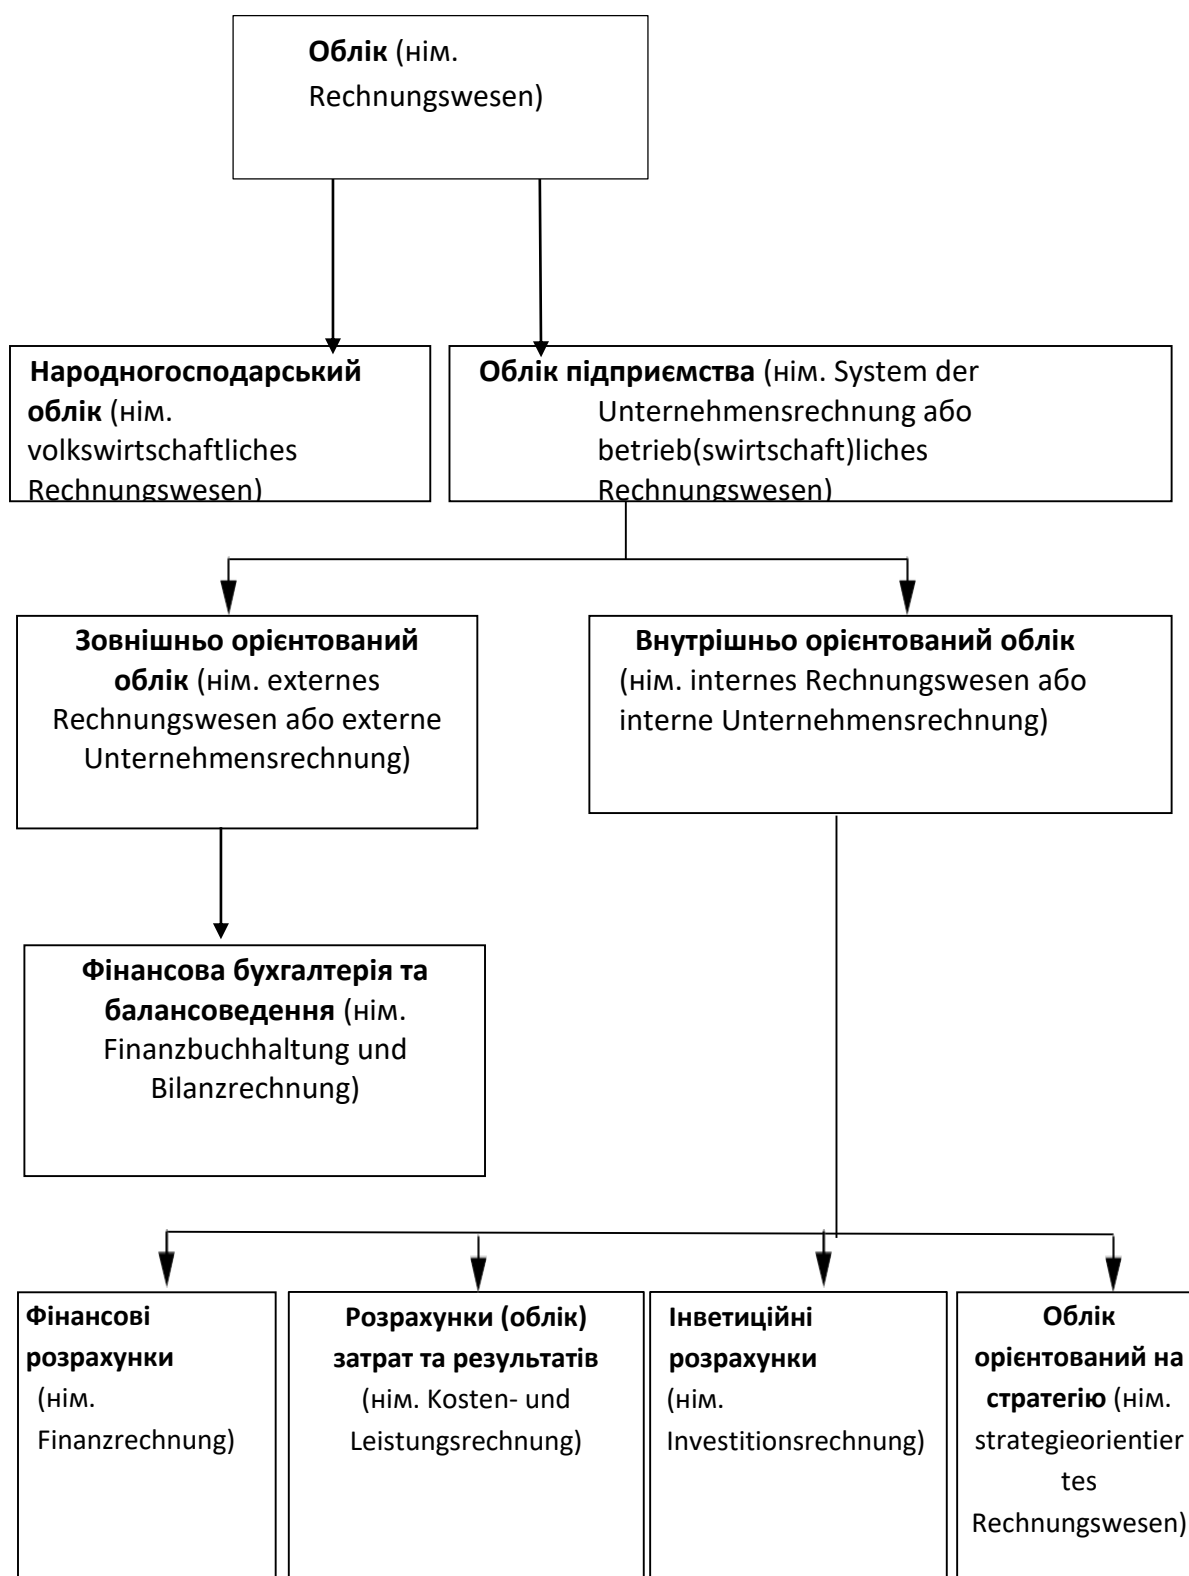 Облік (нім.
Rechnungswesen)
Народногосподарський
облік (нім.
volkswirtschaftliches
Rechnungswesen)
Облік підприємства (нім. System der
Unternehmensrechnung або
betrieb(swirtschaft)liches
Rechnungswesen)
Зовнішньо орієнтований
облік (нім. externes
Rechnungswesen або externe
Unternehmensrechnung)
Внутрішньо орієнтований облік
(нім. internes Rechnungswesen або
interne Unternehmensrechnung)
Фінансова бухгалтерія та
балансоведення (нім.
Finanzbuchhaltung und
Bilanzrechnung)
Фінансові
розрахунки
(нім.
Finanzrechnung)
Розрахунки (облік)
затрат та результатів
(нім. Kosten- und
Leistungsrechnung)
Інветиційні
розрахунки
(нім.
Investitionsrechnung)
Облік
орієнтований на
стратегію (нім.
strategieorientier
tes
Rechnungswesen)